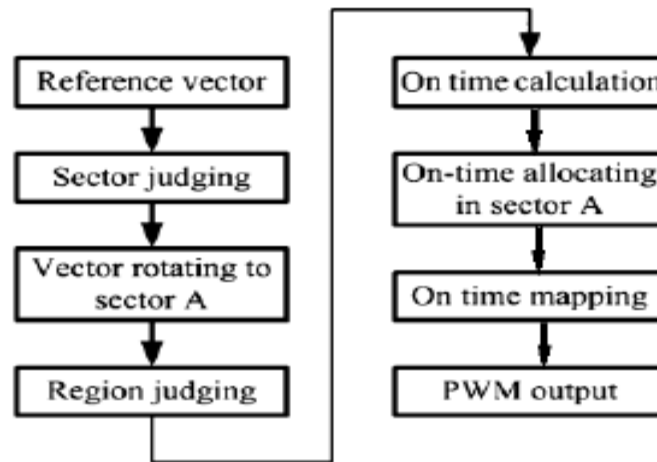 Reference vector
Sector judging
Vector rotating to
sector A
Region judging
On time calculation
On-time allocating
in sector A
On time mapping
PWM output